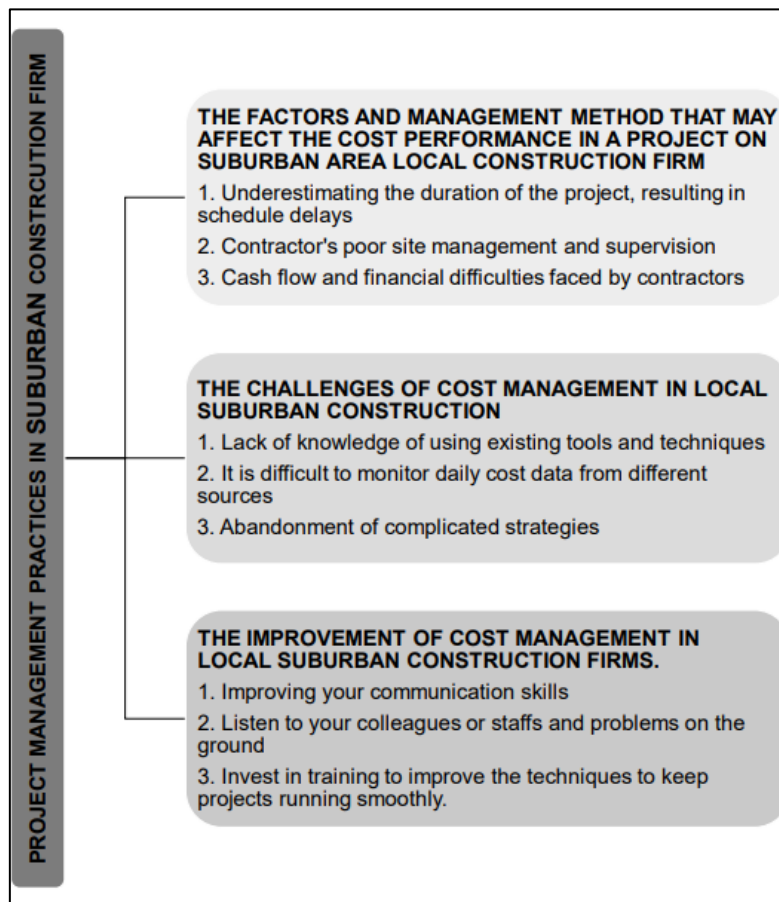 PROJECT MANAGEMENT PRACTICES IN SUBURBAN CONSTRCUTION FIRM
THE FACTORS AND MANAGEMENT METHOD THAT MAY
AFFECT THE COST PERFORMANCE IN A PROJECT ON
SUBURBAN AREA LOCAL CONSTRUCTION FIRM
1. Underestimating the duration of the project, resulting in
schedule delays
2. Contractor's poor site management and supervision
3. Cash flow and financial difficulties faced by contractors
THE CHALLENGES OF COST MANAGEMENT IN LOCAL
SUBURBAN CONSTRUCTION
1. Lack of knowledge of using existing tools and techniques
2. It is difficult to monitor daily cost data from different
sources
3. Abandonment of complicated strategies
THE IMPROVEMENT OF COST MANAGEMENT IN
LOCAL SUBURBAN CONSTRUCTION FIRMS.
1. Improving your communication skills
2. Listen to your colleagues or staffs and problems on the
ground
3. Invest in training to improve the techniques to keep
projects running smoothly.